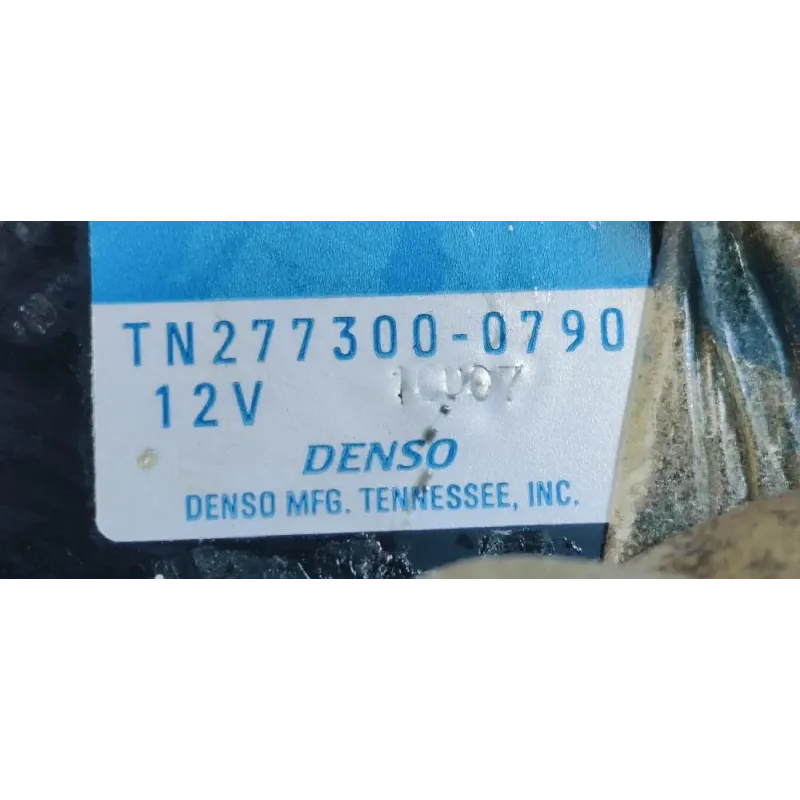 TN277300-0790
12V
DENSO
DENSO MFG. TENNESSEE, INC.